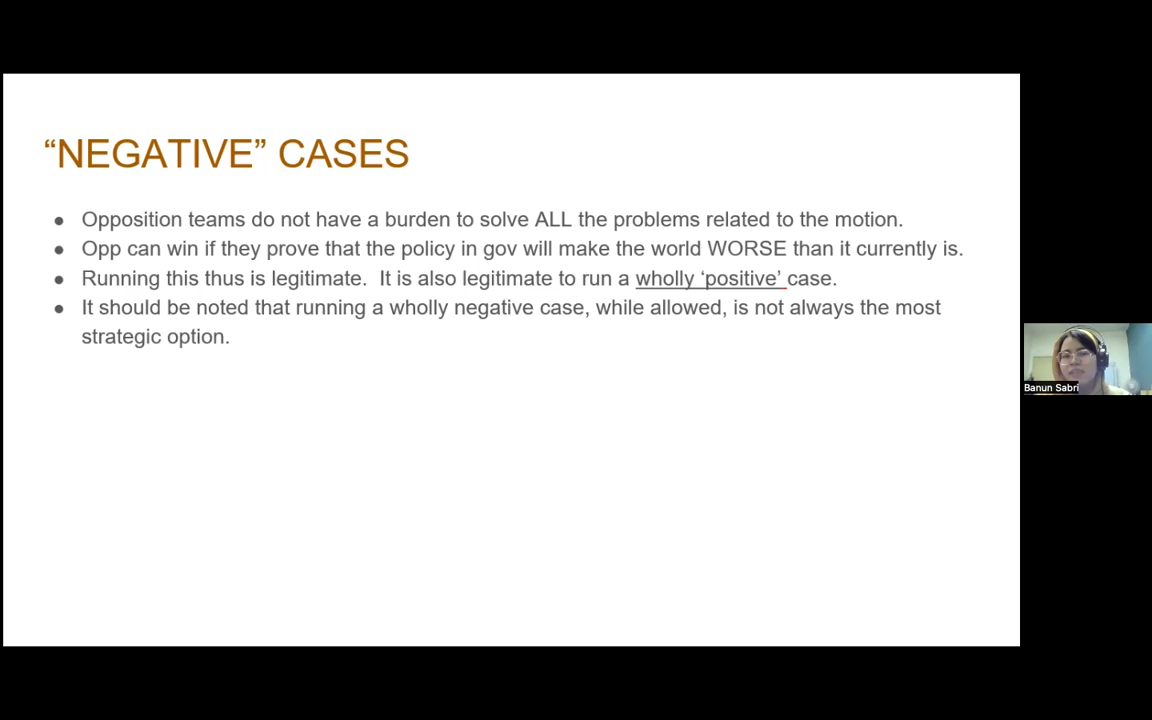 “NEGATIVE” CASES
● Opposition teams do not have a burden to solve ALL the problems related to the motion.
● Opp can win if they prove that the policy in gov will make the world WORSE than it currently is.
● Running this thus is legitimate.  It is also legitimate to run a wholly ‘positive’ case.
● It should be noted that running a wholly negative case, while allowed, is not always the most
strategic option.
Banun Sabri